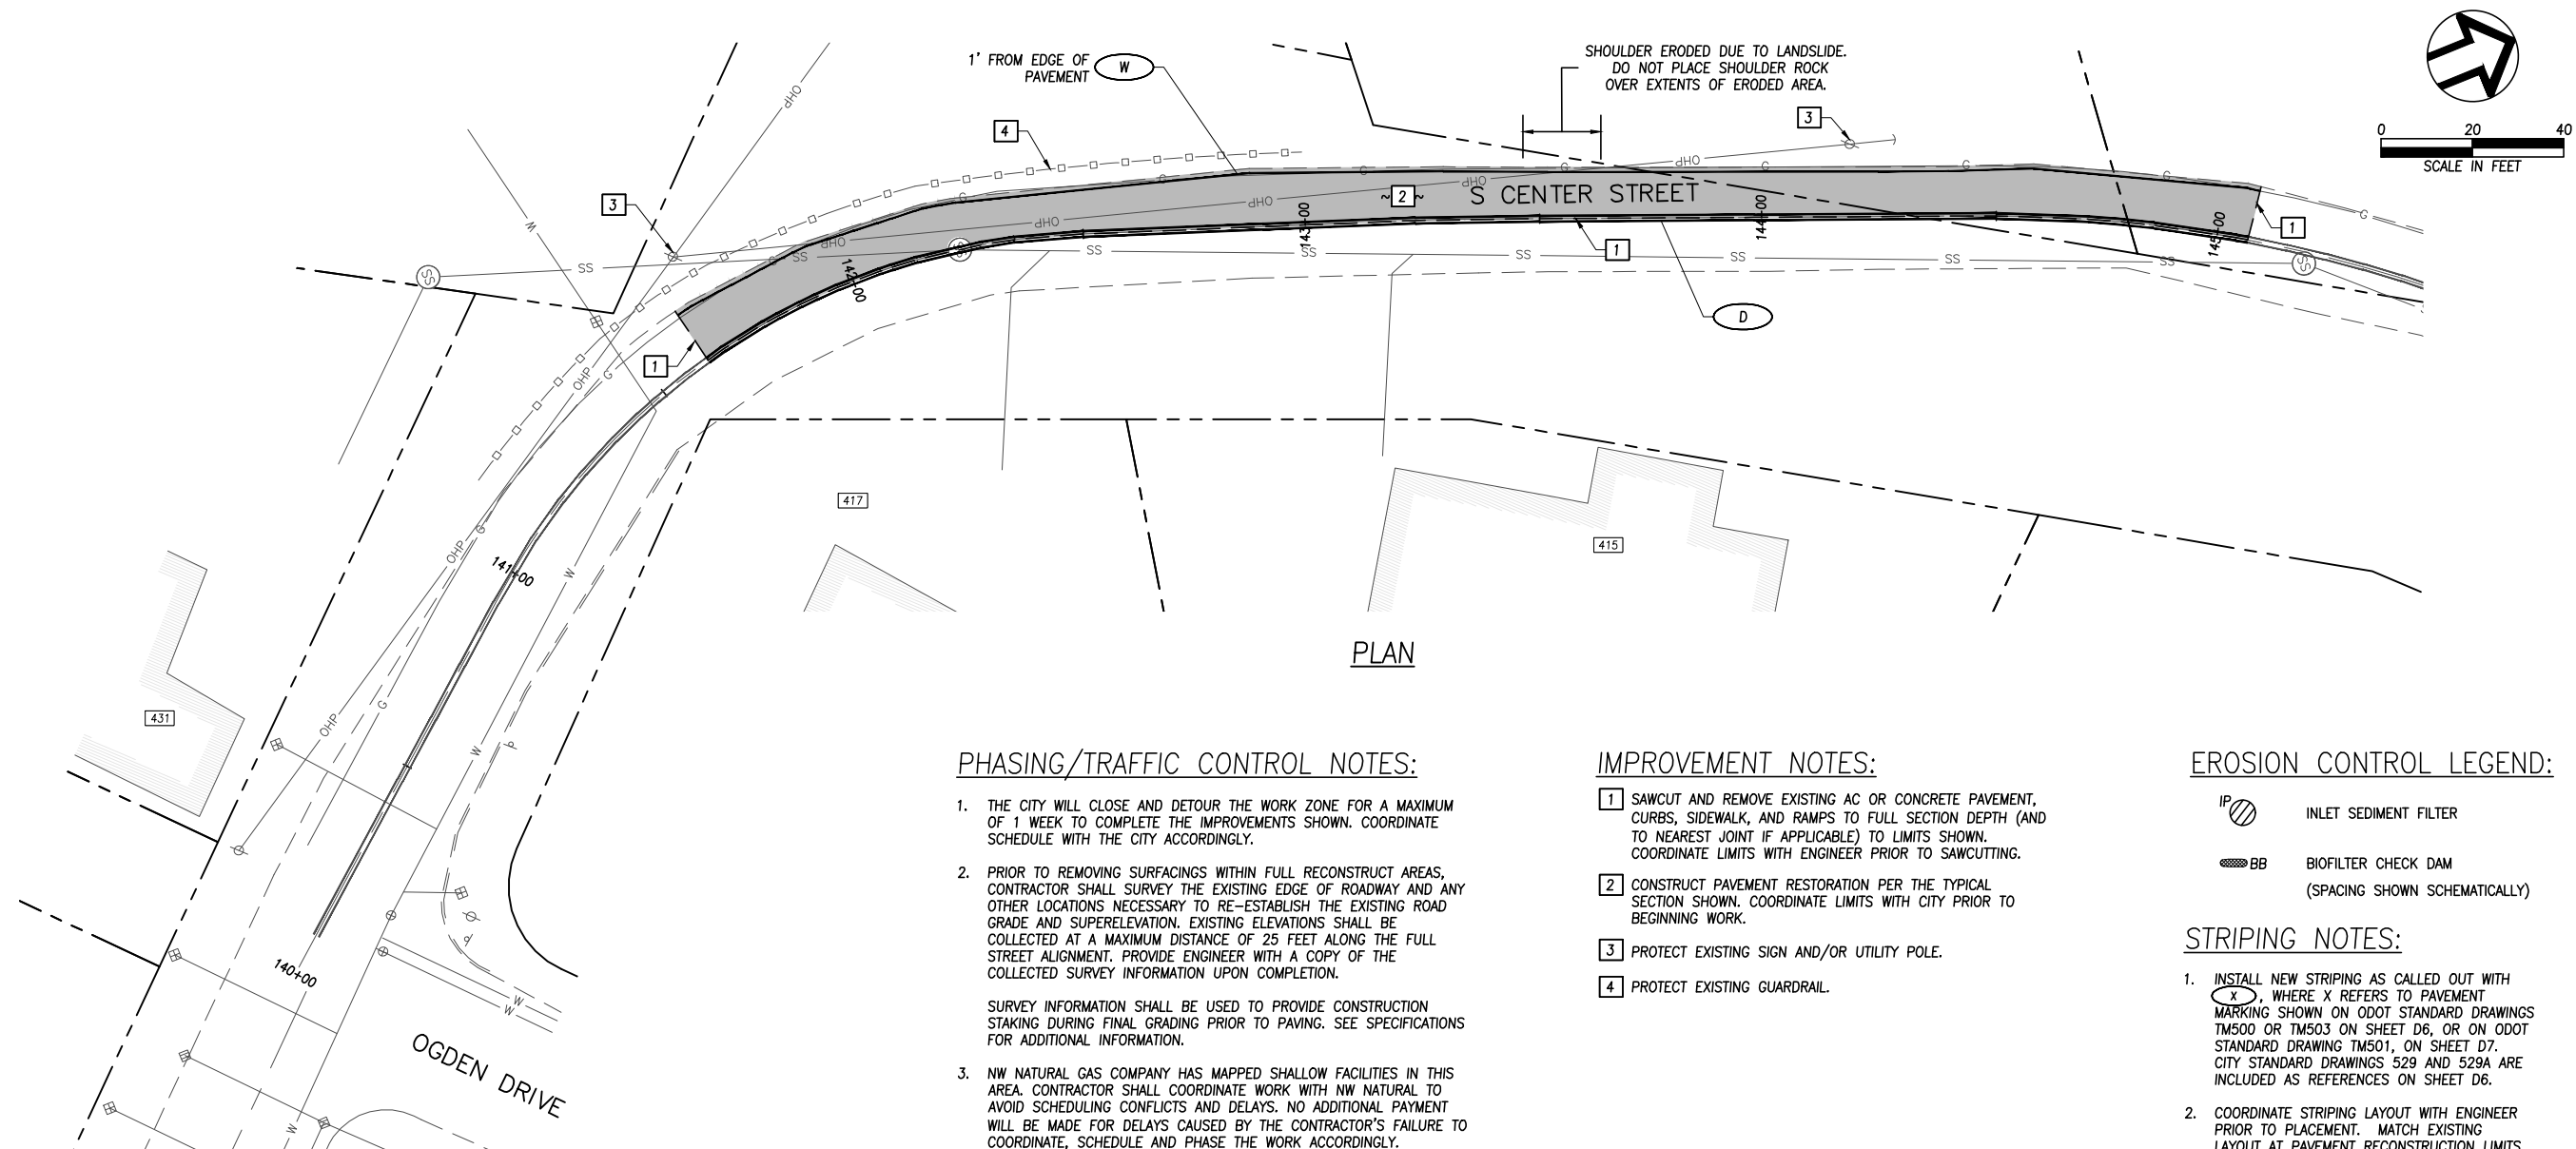 1' FROM EDGE OF
PAVEMENT
W
SHOULDER ERODED DUE TO LANDSLIDE.
DO NOT PLACE SHOULDER ROCK
OVER EXTENTS OF ERODED AREA.
0 20 40
SCALE IN FEET
4
3
3
OHP
OHP
OHP
OHP
OHP
OHP
OHP
OHP
OHP
G
G
G
G
G
G
G
G
G
G
G
~2~
S CENTER STREET
1
1
1
142+00
143+00
144+00
145+00
SS
SS
SS
SS
SS
SS
SS
SS
SS
SS
SS
W
D
417
415
431
141+00
140+00
W
W
W
W
W
OGDEN DRIVE
PLAN
PHASING/TRAFFIC CONTROL NOTES:
1. THE CITY WILL CLOSE AND DETOUR THE WORK ZONE FOR A MAXIMUM
OF 1 WEEK TO COMPLETE THE IMPROVEMENTS SHOWN. COORDINATE
SCHEDULE WITH THE CITY ACCORDINGLY.
2. PRIOR TO REMOVING SURFACINGS WITHIN FULL RECONSTRUCT AREAS,
CONTRACTOR SHALL SURVEY THE EXISTING EDGE OF ROADWAY AND ANY
OTHER LOCATIONS NECESSARY TO RE-ESTABLISH THE EXISTING ROAD
GRADE AND SUPERELEVATION. EXISTING ELEVATIONS SHALL BE
COLLECTED AT A MAXIMUM DISTANCE OF 25 FEET ALONG THE FULL
STREET ALIGNMENT. PROVIDE ENGINEER WITH A COPY OF THE
COLLECTED SURVEY INFORMATION UPON COMPLETION.
SURVEY INFORMATION SHALL BE USED TO PROVIDE CONSTRUCTION
STAKING DURING FINAL GRADING PRIOR TO PAVING. SEE SPECIFICATIONS
FOR ADDITIONAL INFORMATION.
3. NW NATURAL GAS COMPANY HAS MAPPED SHALLOW FACILITIES IN THIS
AREA. CONTRACTOR SHALL COORDINATE WORK WITH NW NATURAL TO
AVOID SCHEDULING CONFLICTS AND DELAYS. NO ADDITIONAL PAYMENT
WILL BE MADE FOR DELAYS CAUSED BY THE CONTRACTOR'S FAILURE TO
COORDINATE, SCHEDULE AND PHASE THE WORK ACCORDINGLY.
IMPROVEMENT NOTES:
1 SAWCUT AND REMOVE EXISTING AC OR CONCRETE PAVEMENT,
CURBS, SIDEWALK, AND RAMPS TO FULL SECTION DEPTH (AND
TO NEAREST JOINT IF APPLICABLE) TO LIMITS SHOWN.
COORDINATE LIMITS WITH ENGINEER PRIOR TO SAWCUTTING.
2 CONSTRUCT PAVEMENT RESTORATION PER THE TYPICAL
SECTION SHOWN. COORDINATE LIMITS WITH CITY PRIOR TO
BEGINNING WORK.
3 PROTECT EXISTING SIGN AND/OR UTILITY POLE.
4 PROTECT EXISTING GUARDRAIL.
EROSION CONTROL LEGEND:
IP INLET SEDIMENT FILTER
BB BIOFILTER CHECK DAM
(SPACING SHOWN SCHEMATICALLY)
STRIPING NOTES:
1. INSTALL NEW STRIPING AS CALLED OUT WITH
X , WHERE X REFERS TO PAVEMENT
MARKING SHOWN ON ODOT STANDARD DRAWINGS
TM500 OR TM503 ON SHEET D6, OR ON ODOT
STANDARD DRAWING TM501, ON SHEET D7.
CITY STANDARD DRAWINGS 529 AND 529A ARE
INCLUDED AS REFERENCES ON SHEET D6.
2. COORDINATE STRIPING LAYOUT WITH ENGINEER
PRIOR TO PLACEMENT. MATCH EXISTING
LAYOUT AT PAVEMENT RECONSTRUCTION LIMITS